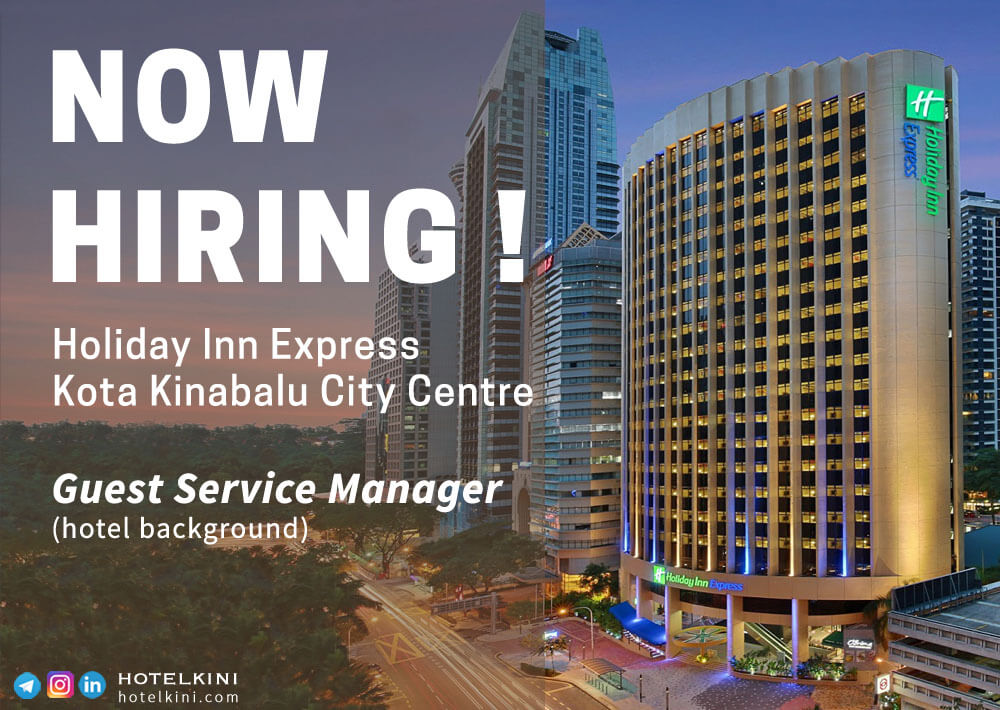 NOW
HIRING !
Holiday Inn Express
Kota Kinabalu City Centre
Guest Service Manager
(hotel background)
HOTELKINI
hotelkini.com
H
Holiday Inn
Express
H Holiday Inn Express